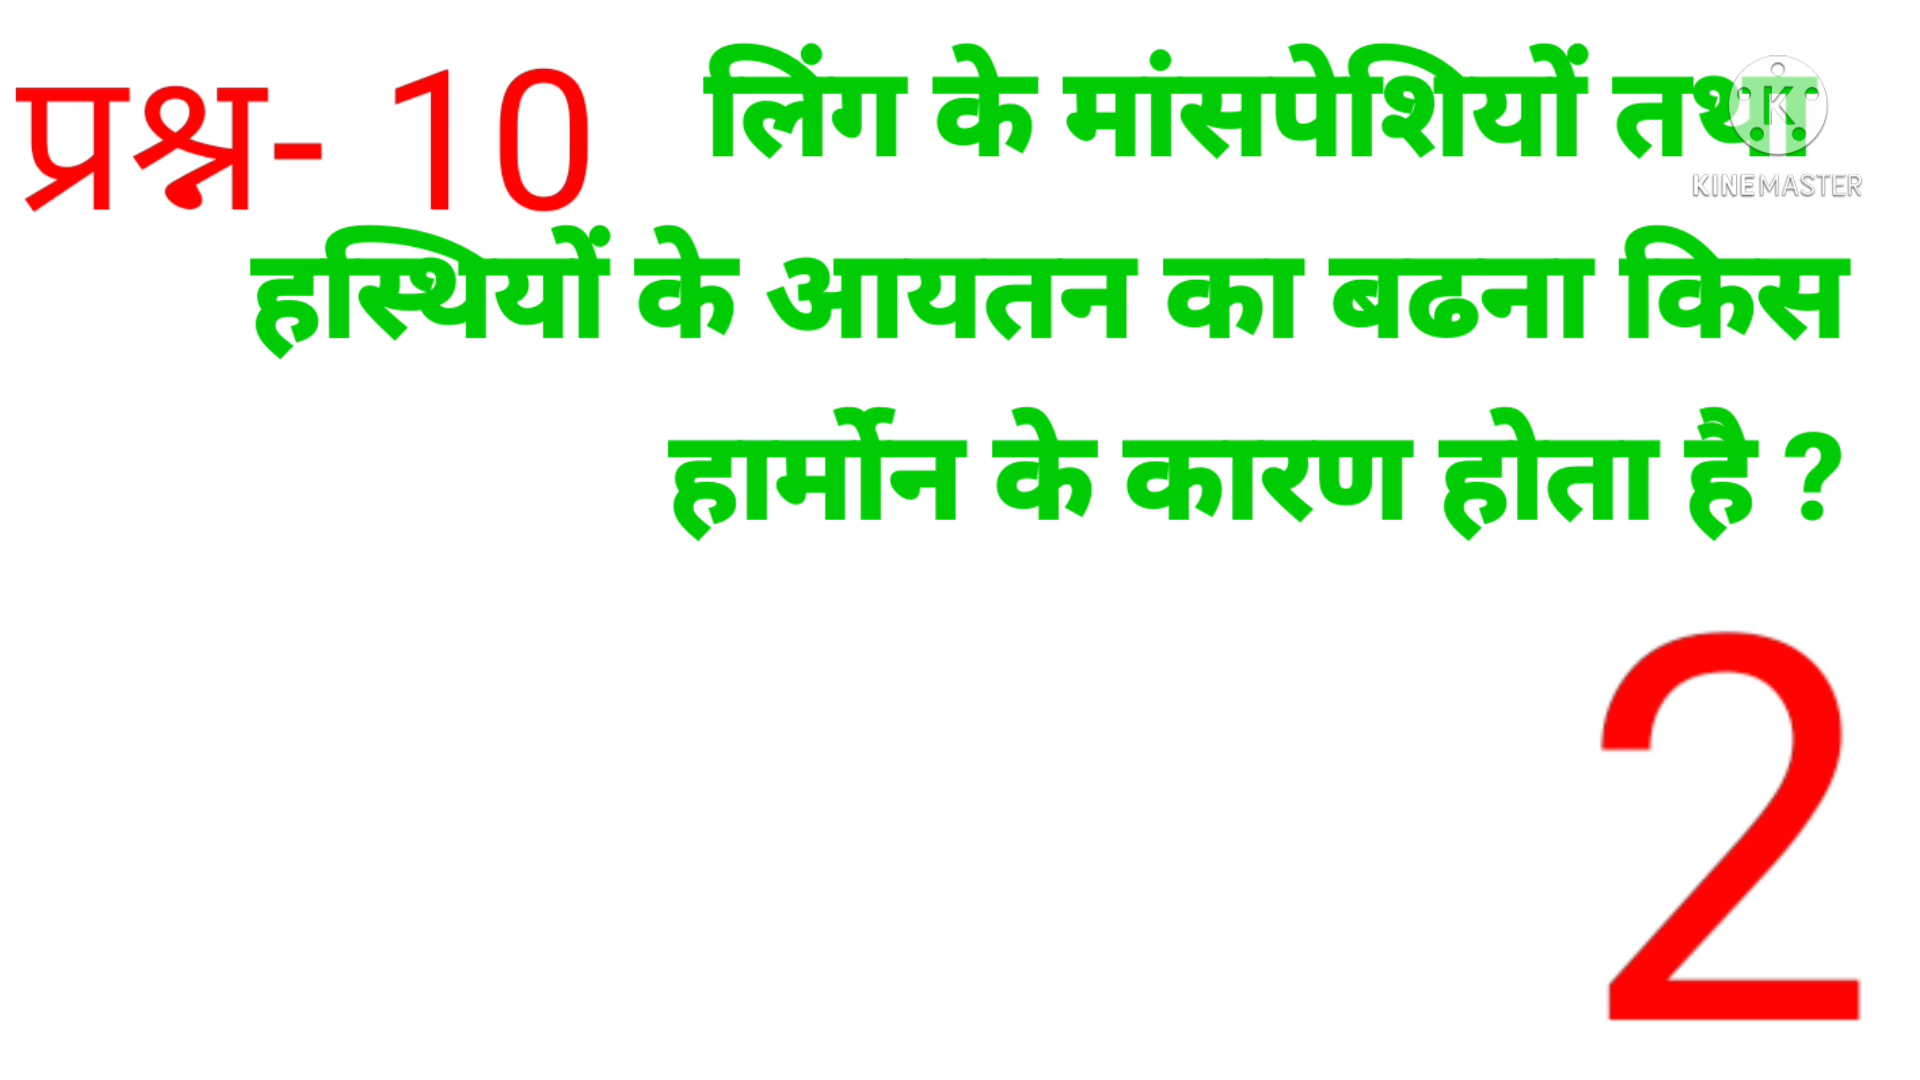 प्रश्न- 10 लिंग के मांसपेशियों तथा
KINEMASTER
हस्थियों के आयतन का बढना किस
हार्मोन के कारण होता है ?
2